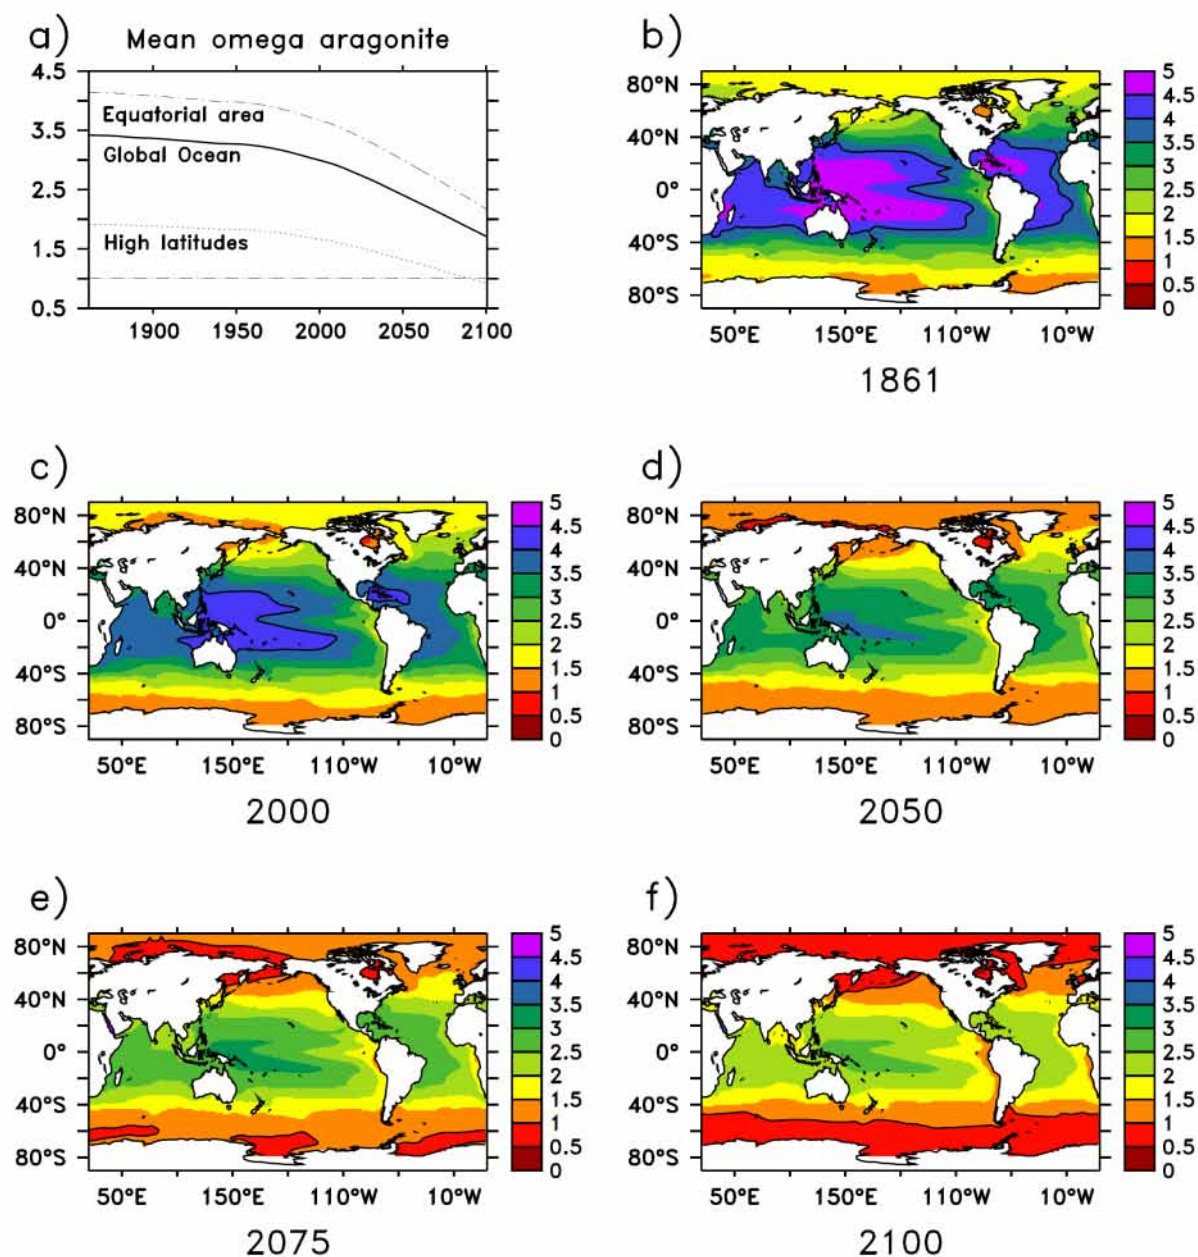 a) Mean omega aragonite
4.5
3.5
2.5
1.5
0.5
Equatorial area
Global Ocean
High latitudes
1900 1950 2000 2050 2100
b)
80°N
40°N
0°
40°S
80°S
50°E 150°E 110°W 10°W
5
4.5
4
3.5
3
2.5
2
1.5
1
0.5
0
1861
c)
80°N
40°N
0°
40°S
80°S
50°E 150°E 110°W 10°W
5
4.5
4
3.5
3
2.5
2
1.5
1
0.5
0
2000
d)
80°N
40°N
0°
40°S
80°S
50°E 150°E 110°W 10°W
5
4.5
4
3.5
3
2.5
2
1.5
1
0.5
0
2050
e)
80°N
40°N
0°
40°S
80°S
50°E 150°E 110°W 10°W
5
4.5
4
3.5
3
2.5
2
1.5
1
0.5
0
2075
f)
80°N
40°N
0°
40°S
80°S
50°E 150°E 110°W 10°W
5
4.5
4
3.5
3
2.5
2
1.5
1
0.5
0
2100